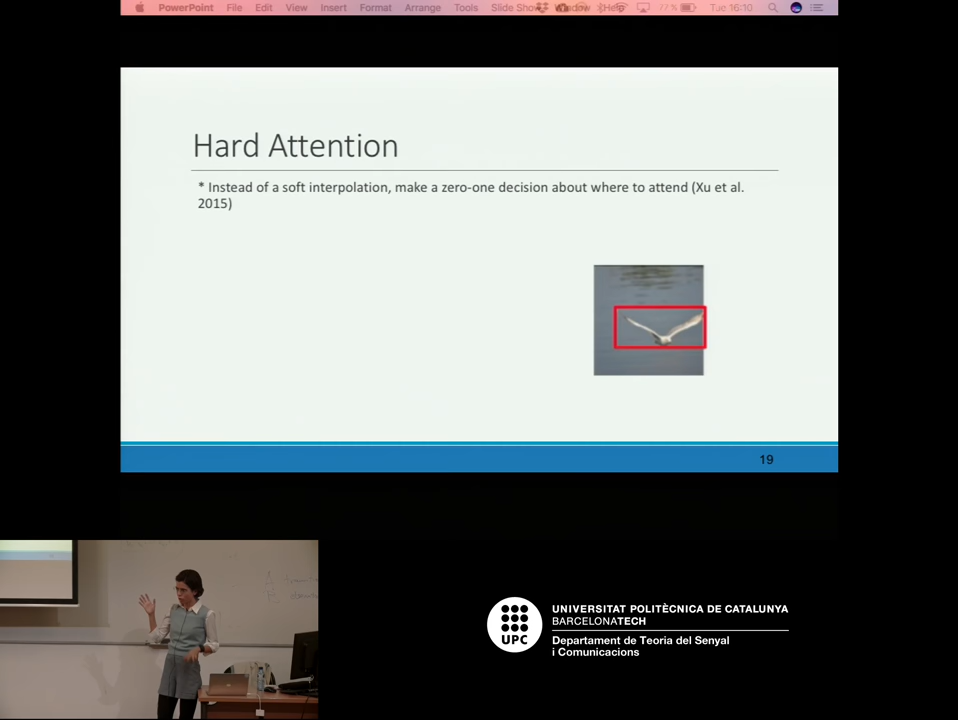 PowerPoint File Edit View Insert Format Arrange Tools Slide Show Window Help 77% Tue 16:10
Hard Attention
* Instead of a soft interpolation, make a zero-one decision about where to attend (Xu et al.
2015)
19
UPC
UNIVERSITAT POLITÈCNICA DE CATALUNYA
BARCELONATECH
Departament de Teoria del Senyal
i Comunicacions